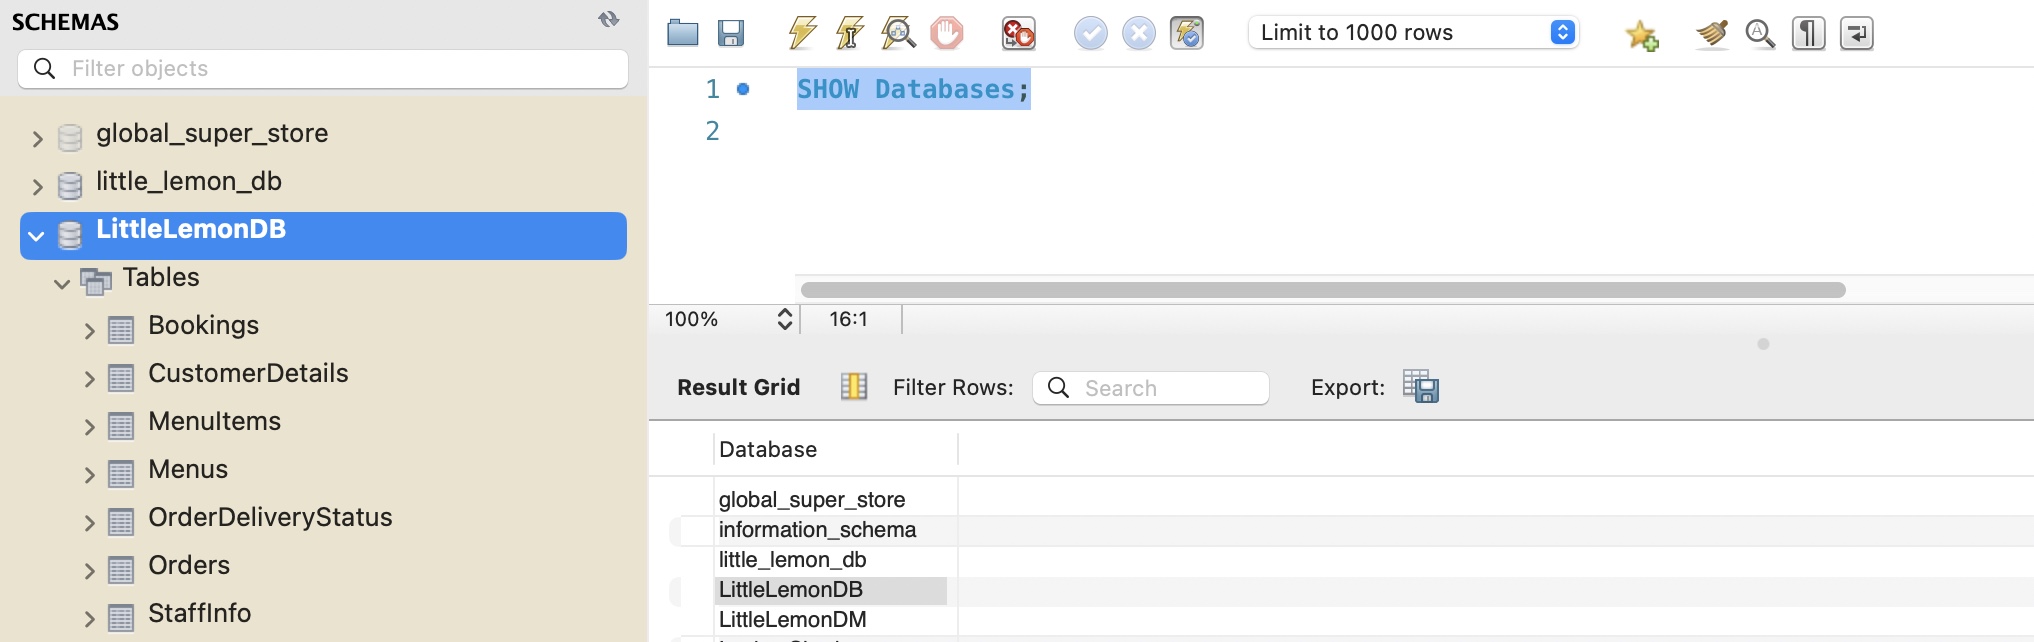 SCHEMAS
Filter objects
global_super_store
little_lemon_db
LittleLemonDB
Tables
Bookings
CustomerDetails
MenuItems
Menus
OrderDeliveryStatus
Orders
StaffInfo
Limit to 1000 rows
1 SHOW Databases;
2
100% 16:1
Result Grid Filter Rows: Search Export:
Database
global_super_store
information_schema
little_lemon_db
LittleLemonDB
LittleLemonDM